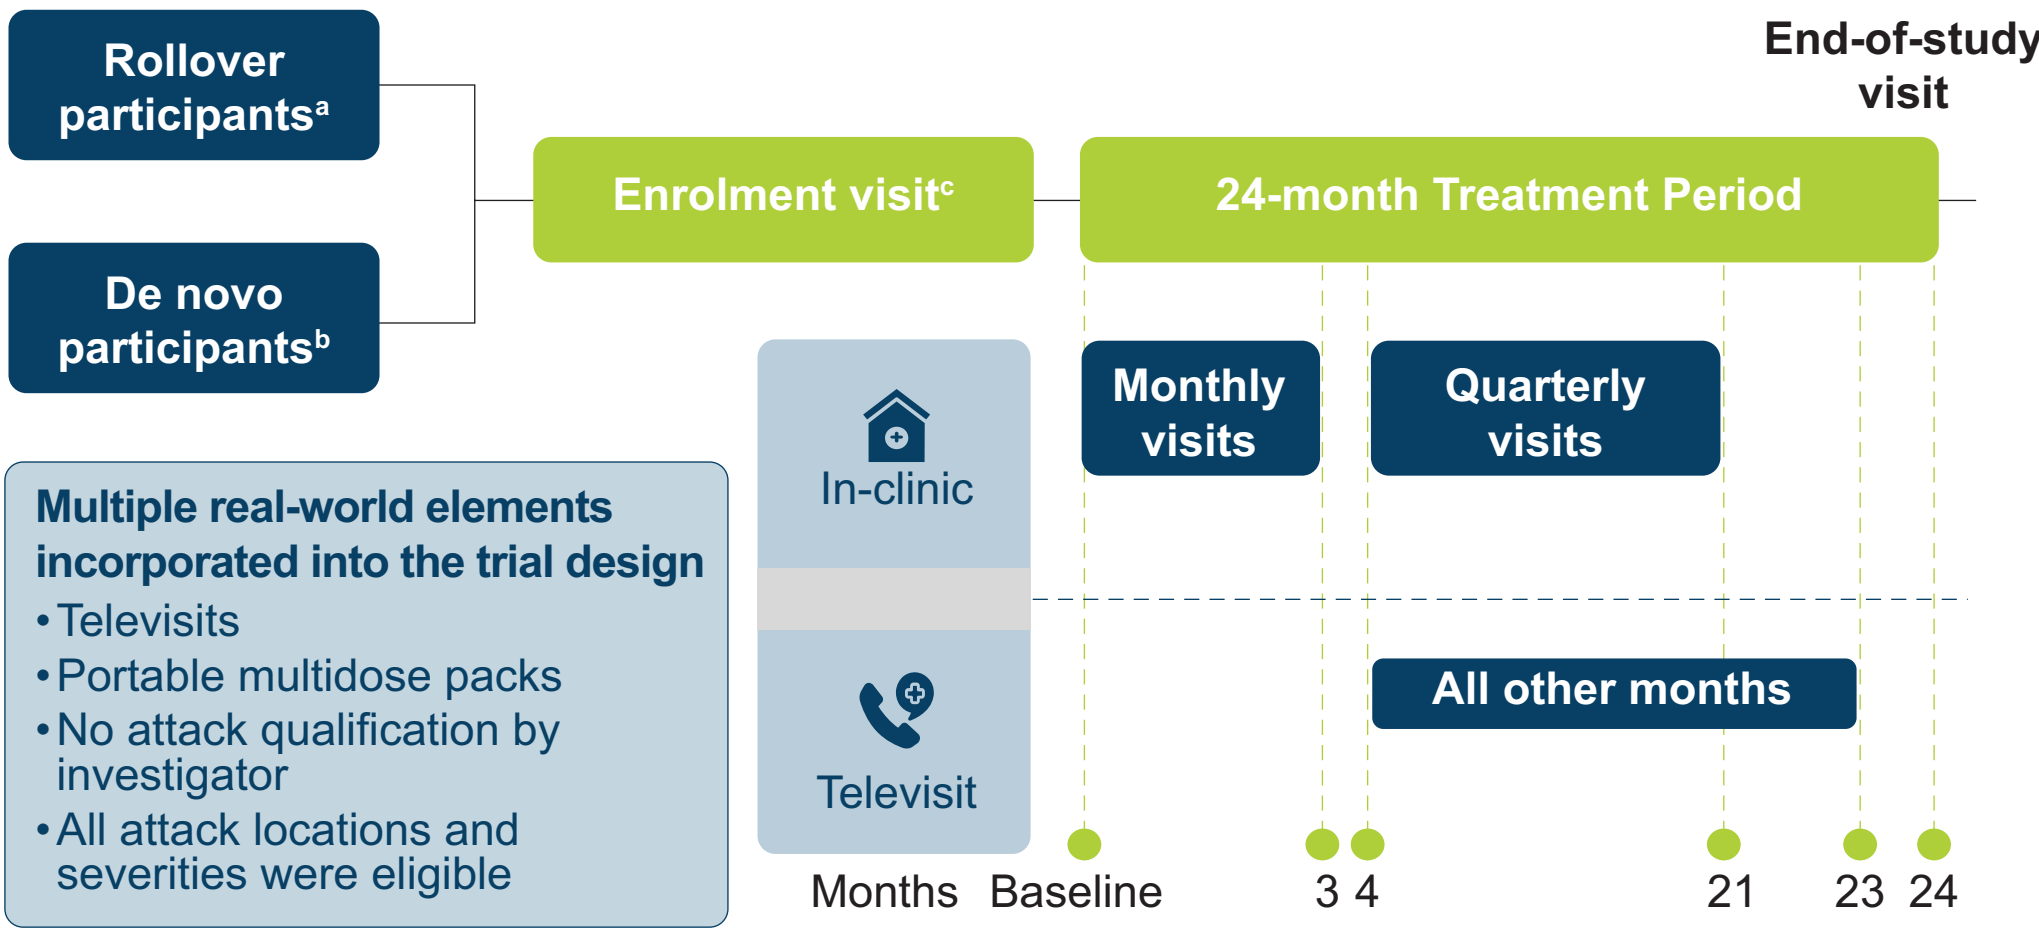 Rollover
participantsᵃ
De novo
participantsᵇ
Enrolment visitᶜ
24-month Treatment Period
End-of-study
visit
Multiple real-world elements
incorporated into the trial design
• Televisits
• Portable multidose packs
• No attack qualification by
investigator
• All attack locations and
severities were eligible
In-clinic
Monthly
visits
Quarterly
visits
Televisit
All other months
Months Baseline 3 4 21 23 24